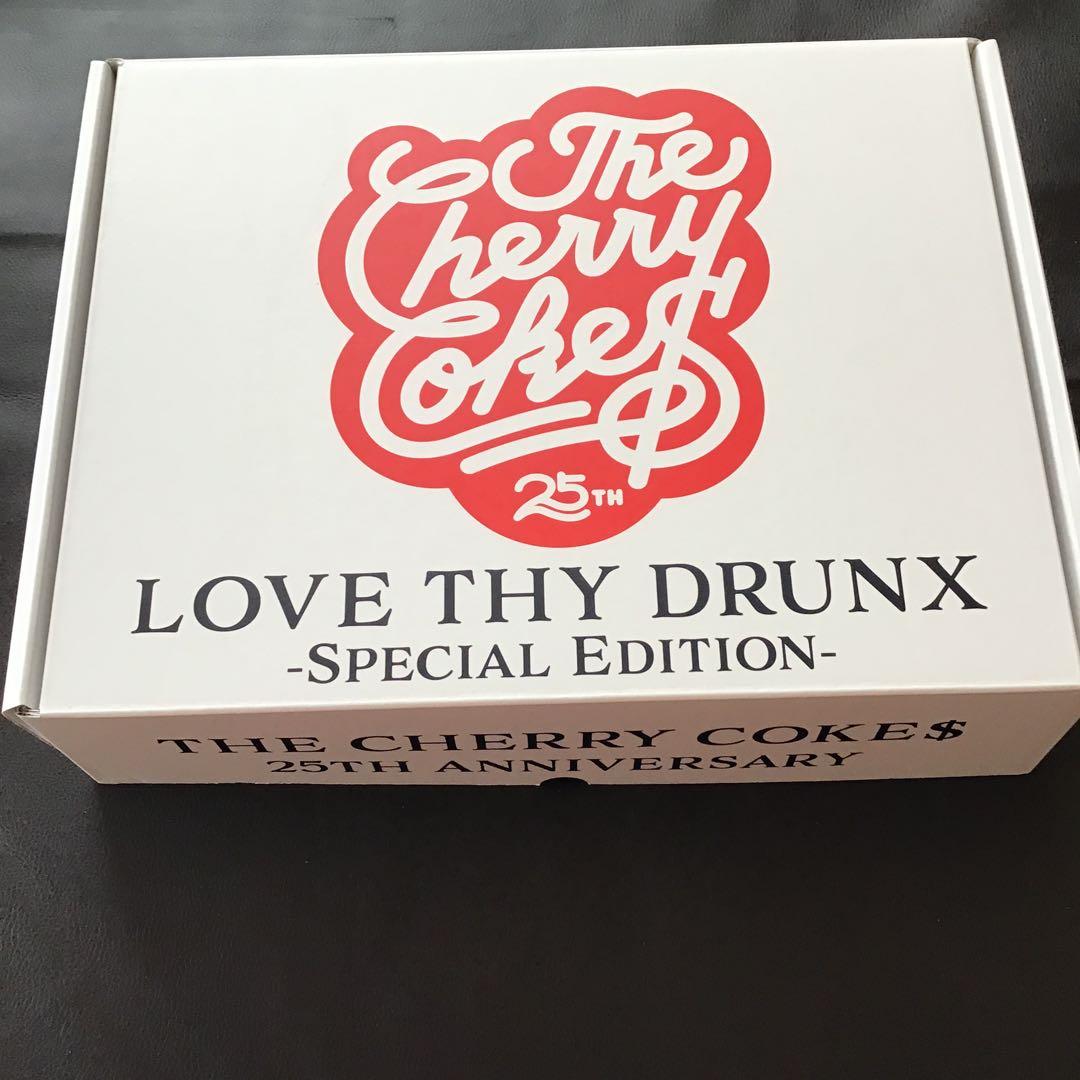 The
Cherry
Coke$
25TH
LOVE THY DRUNX
-SPECIAL EDITION-
THE CHERRY COKE$
25TH ANNIVERSARY